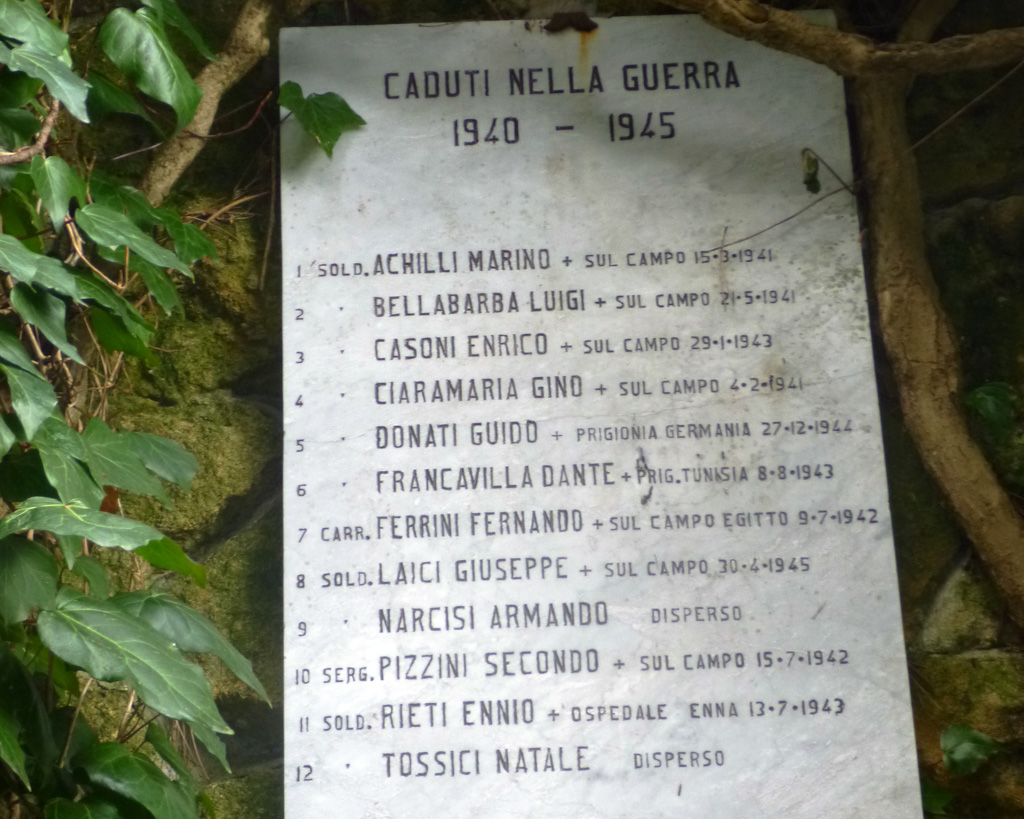 CADUTI NELLA GUERRA
1940 - 1945
1 SOLD. ACHILLI MARINO + SUL CAMPO 15-3-1941
2 " BELLABARBA LUIGI + SUL CAMPO 21-5-1941
3 " CASONI ENRICO + SUL CAMPO 29-1-1943
4 " CIARAMARIA GINO + SUL CAMPO 4-2-1941
5 " DONATI GUIDO + PRIGIONIA GERMANIA 27-12-1944
6 " FRANCAVILLA DANTE + PRIG. TUNISIA 8-8-1943
7 CARR. FERRINI FERNANDO + SUL CAMPO EGITTO 9-7-1942
8 SOLD. LAICI GIUSEPPE + SUL CAMPO 30-4-1945
9 " NARCISI ARMANDO DISPERSO
10 SERG. PIZZINI SECONDO + SUL CAMPO 15-7-1942
11 SOLD. RIETI ENNIO + OSPEDALE ENNA 13-7-1943
12 " TOSSICI NATALE DISPERSO